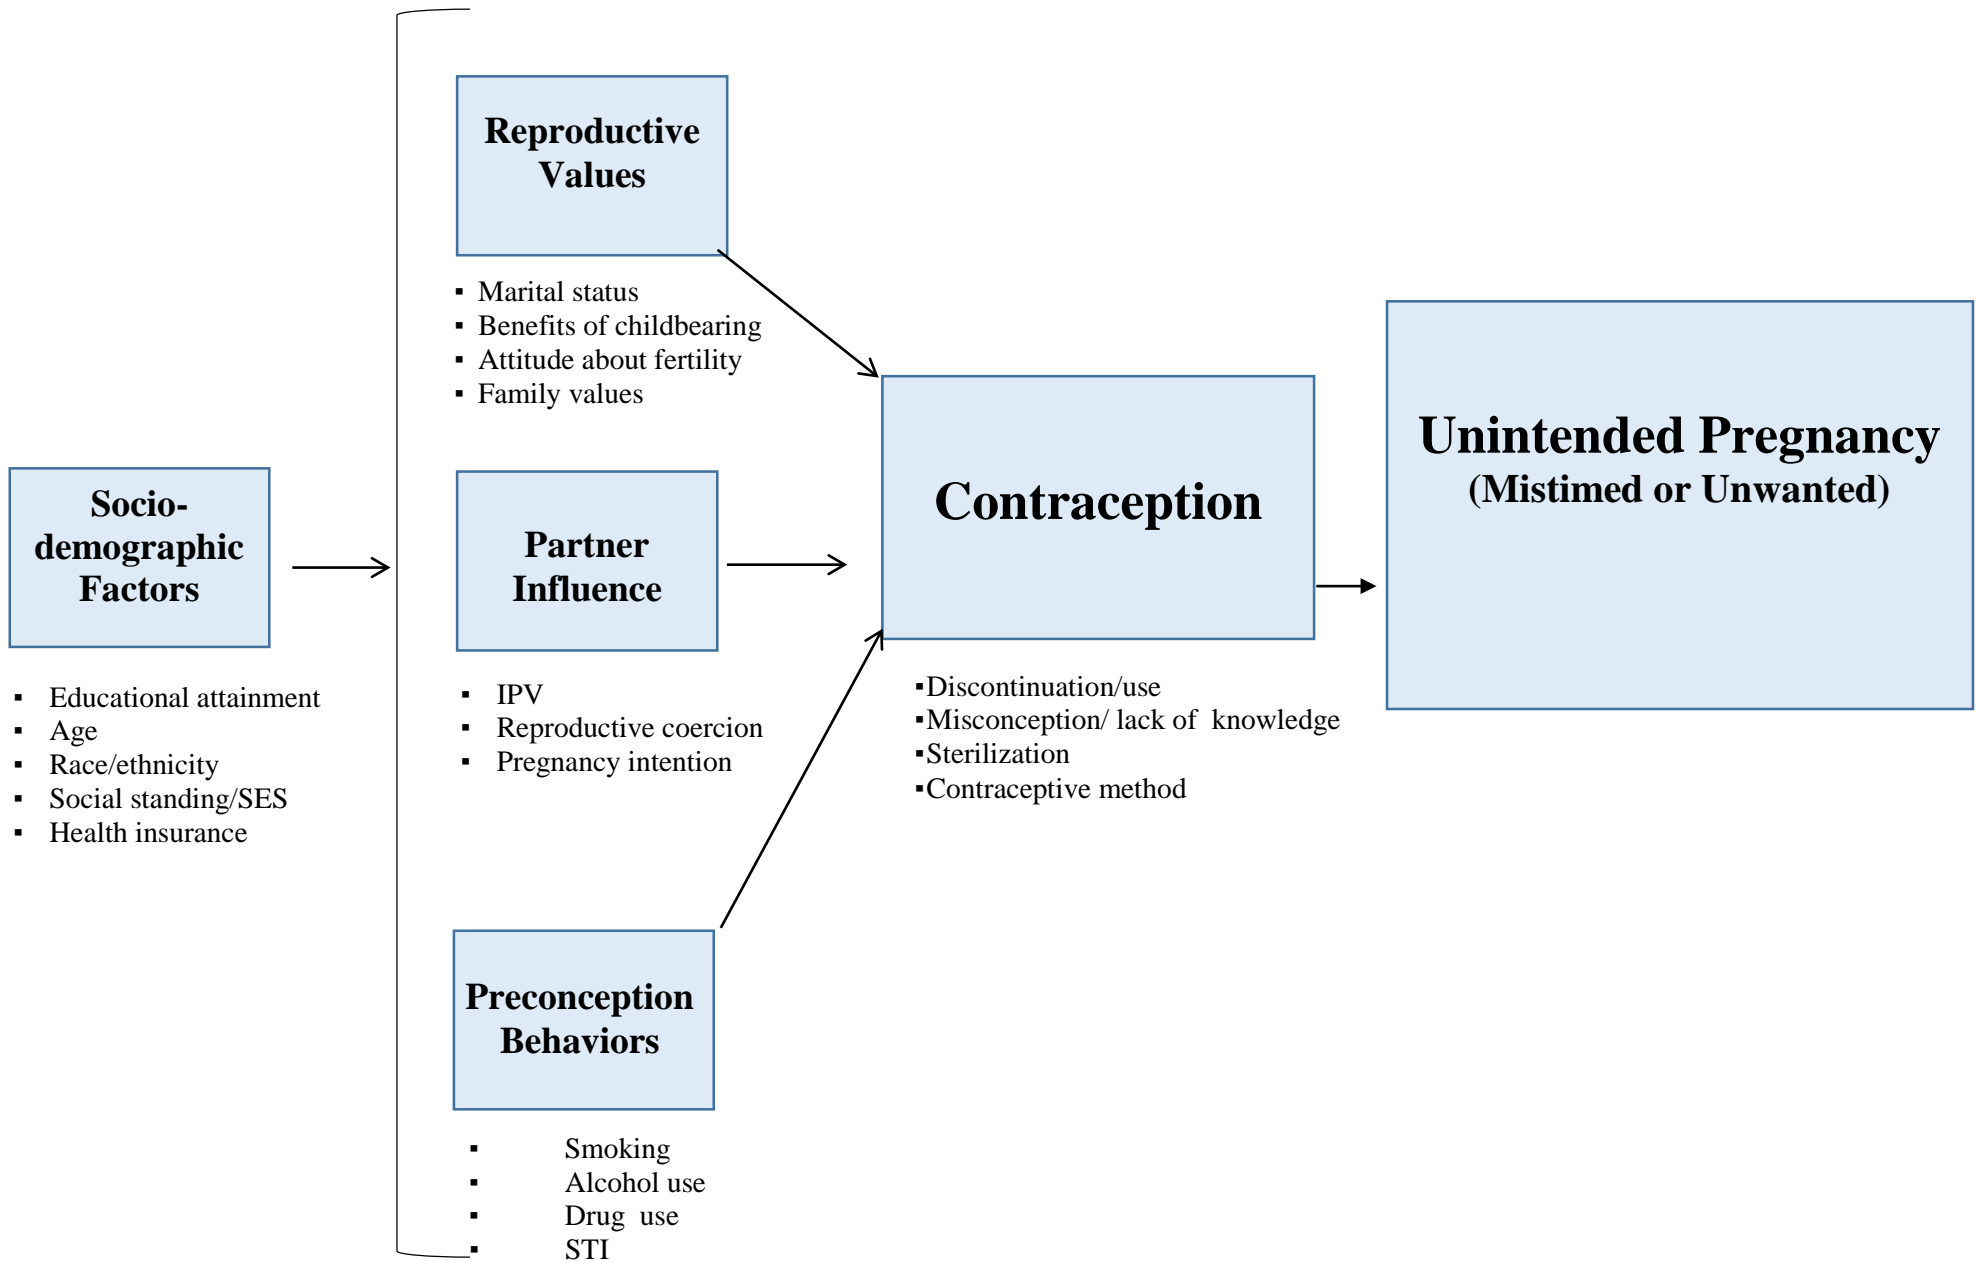 Reproductive
Values
▪ Marital status
▪ Benefits of childbearing
▪ Attitude about fertility
▪ Family values
Socio-
demographic
Factors
▪ Educational attainment
▪ Age
▪ Race/ethnicity
▪ Social standing/SES
▪ Health insurance
Partner
Influence
▪ IPV
▪ Reproductive coercion
▪ Pregnancy intention
Preconception
Behaviors
▪ Smoking
▪ Alcohol use
▪ Drug use
▪ STI
Contraception
▪Discontinuation/use
▪Misconception/ lack of knowledge
▪Sterilization
▪Contraceptive method
Unintended Pregnancy
(Mistimed or Unwanted)